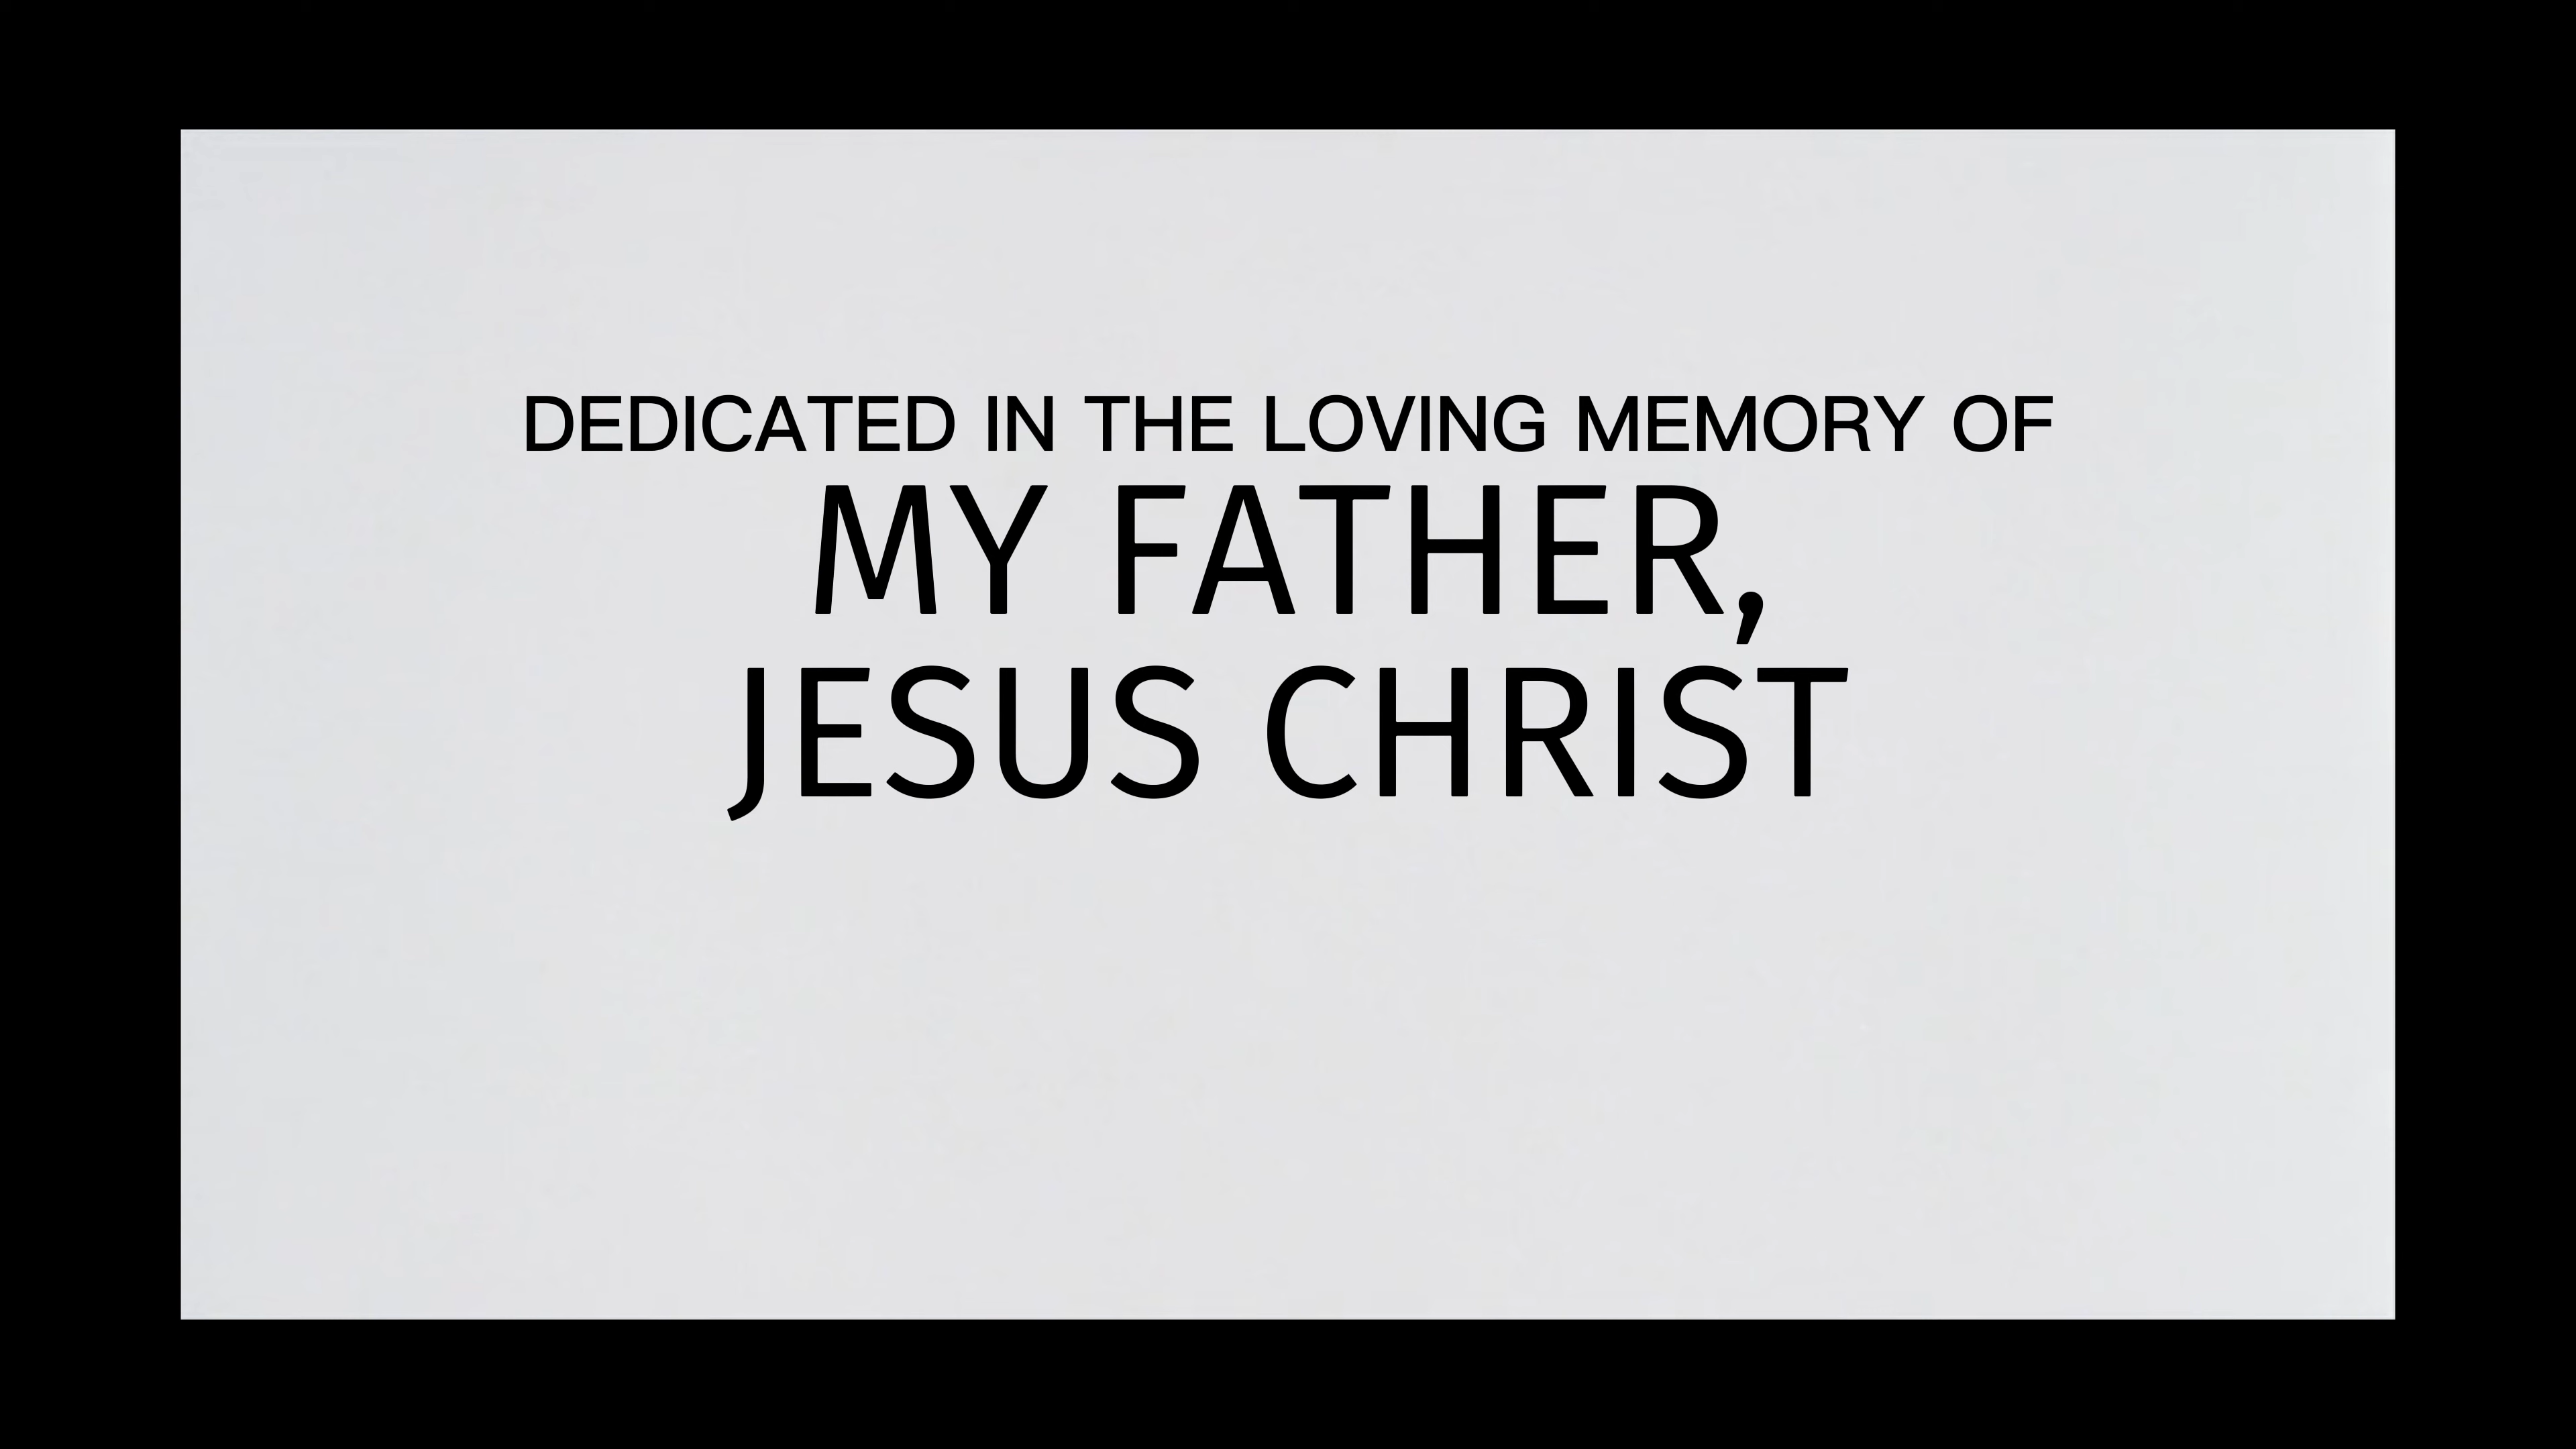 DEDICATED IN THE LOVING MEMORY OF
MY FATHER,
JESUS CHRIST